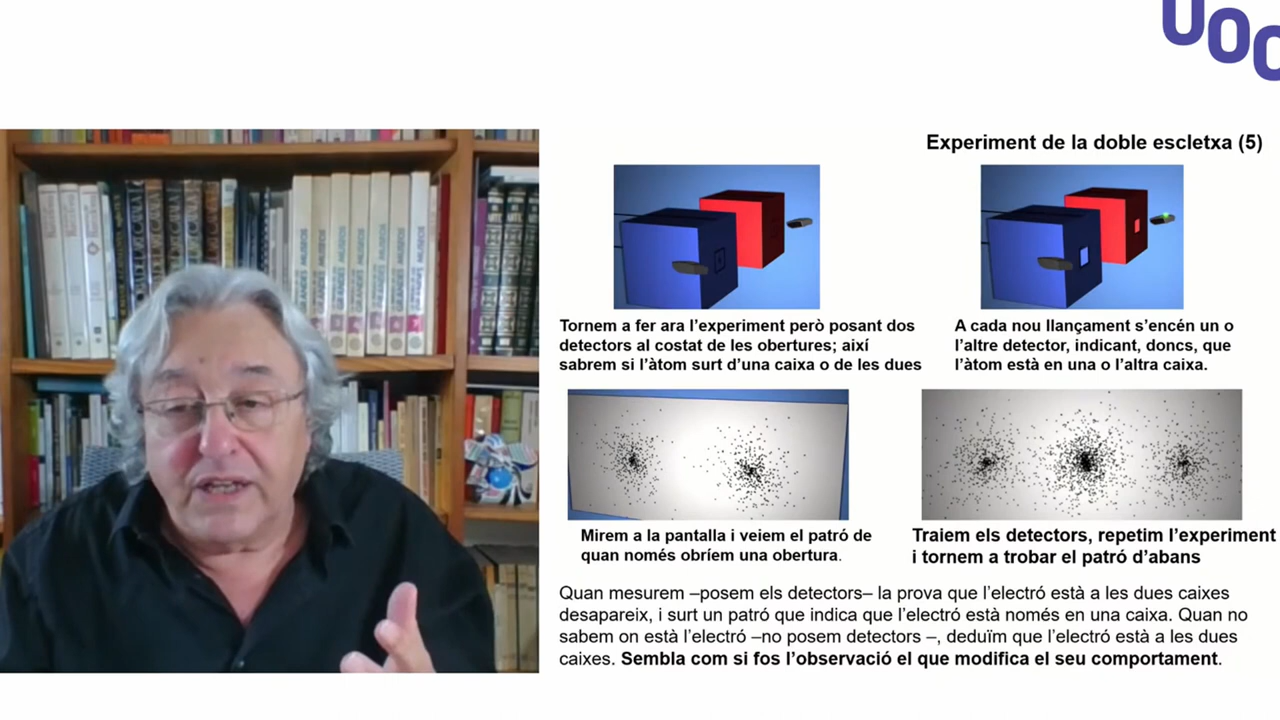 UOC
Experiment de la doble escletxa (5)
Tornem a fer ara l’experiment però posant dos
detectors al costat de les obertures; així
sabrem si l’àtom surt d’una caixa o de les dues
A cada nou llançament s’encén un o
l’altre detector, indicant, doncs, que
l’àtom està en una o l’altra caixa.
Mirem a la pantalla i veiem el patró de
quan només obríem una obertura.
Traiem els detectors, repetim l’experiment
i tornem a trobar el patró d’abans
Quan mesurem –posem els detectors– la prova que l’electró està a les dues caixes
desapareix, i surt un patró que indica que l’electró està només en una caixa. Quan no
sabem on està l’electró –no posem detectors –, deduïm que l’electró està a les dues
caixes. Sembla com si fos l’observació el que modifica el seu comportament.